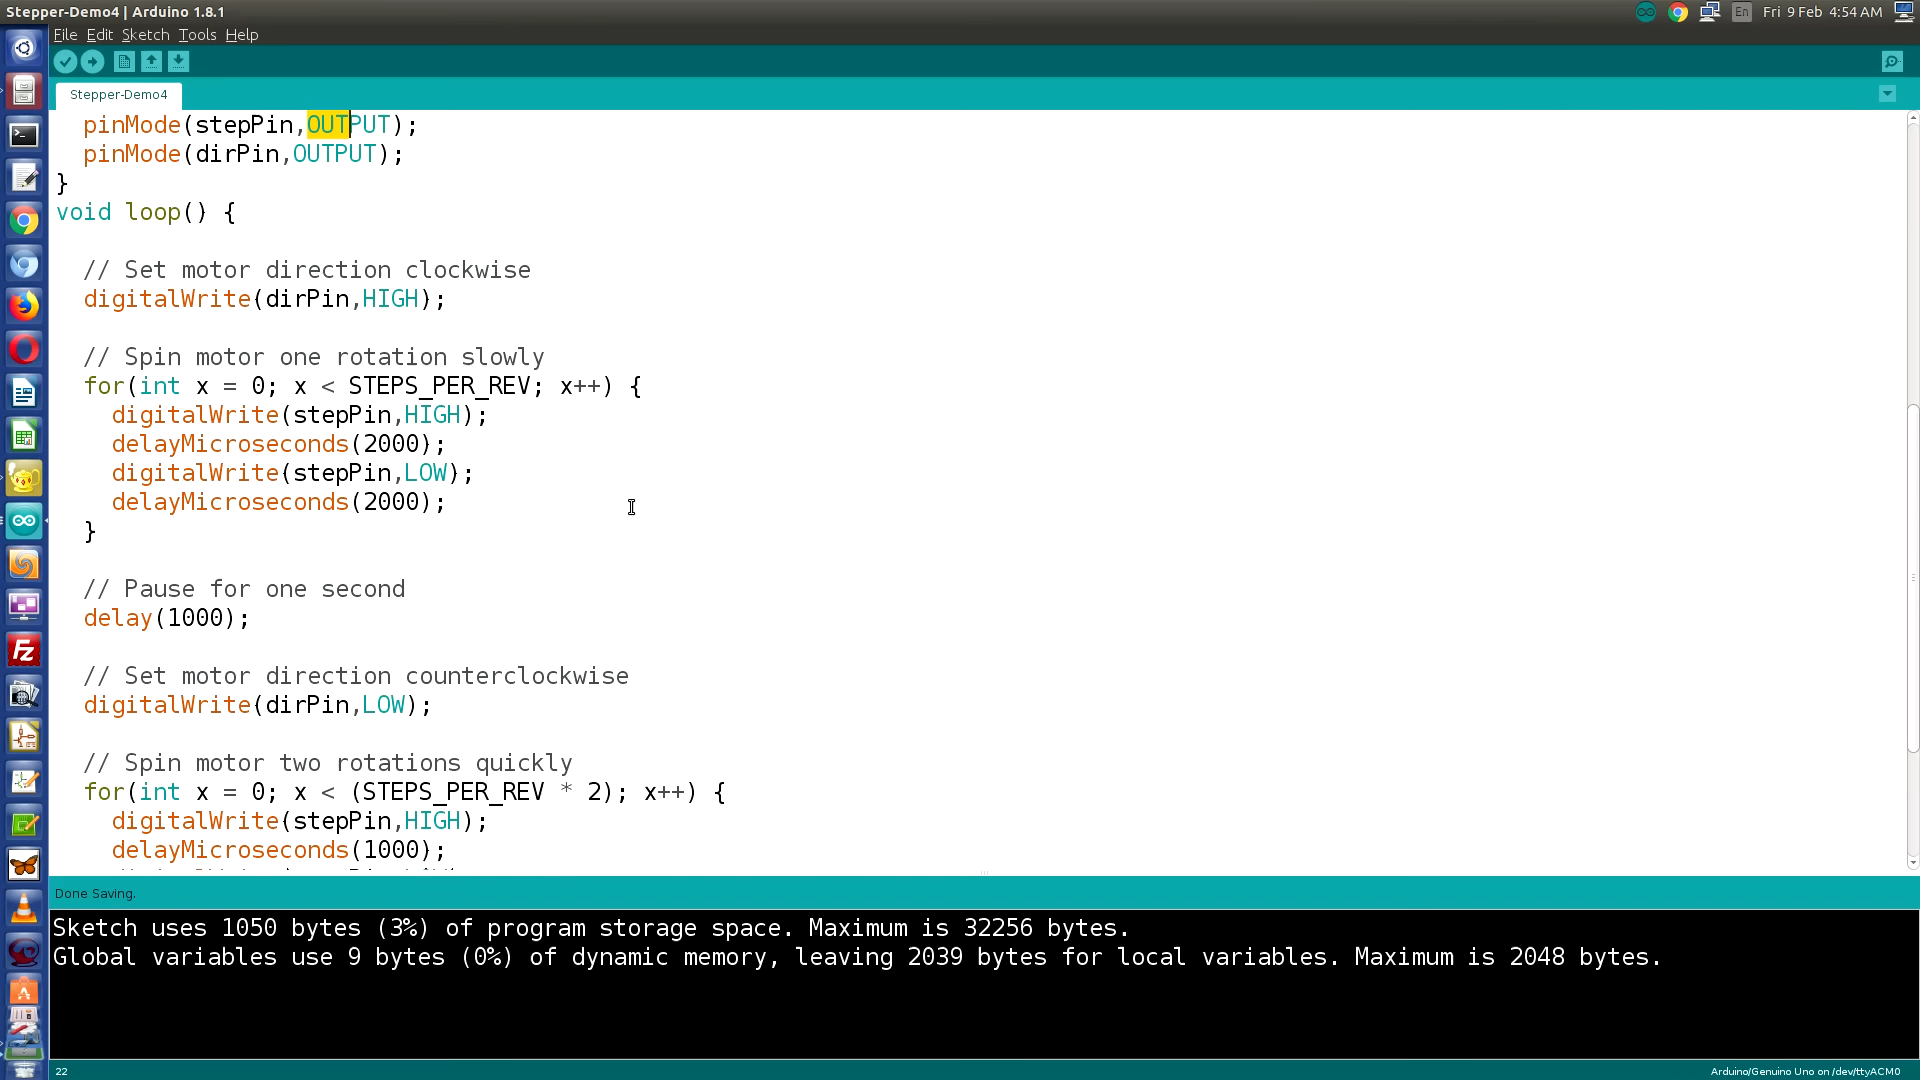 Stepper-Demo4 | Arduino 1.8.1
En
Fri 9 Feb 4:54 AM
File Edit Sketch Tools Help
Stepper-Demo4
pinMode(stepPin,OUTPUT);
pinMode(dirPin,OUTPUT);
}
void loop() {
// Set motor direction clockwise
digitalWrite(dirPin,HIGH);
// Spin motor one rotation slowly
for(int x = 0; x < STEPS_PER_REV; x++) {
digitalWrite(stepPin,HIGH);
delayMicroseconds(2000);
digitalWrite(stepPin,LOW);
delayMicroseconds(2000);
}
// Pause for one second
delay(1000);
// Set motor direction counterclockwise
digitalWrite(dirPin,LOW);
// Spin motor two rotations quickly
for(int x = 0; x < (STEPS_PER_REV * 2); x++) {
digitalWrite(stepPin,HIGH);
delayMicroseconds(1000);
Fz
Done Saving.
Sketch uses 1050 bytes (3%) of program storage space. Maximum is 32256 bytes.
Global variables use 9 bytes (0%) of dynamic memory, leaving 2039 bytes for local variables. Maximum is 2048 bytes.
22
Arduino/Genuino Uno on /dev/ttyACM0